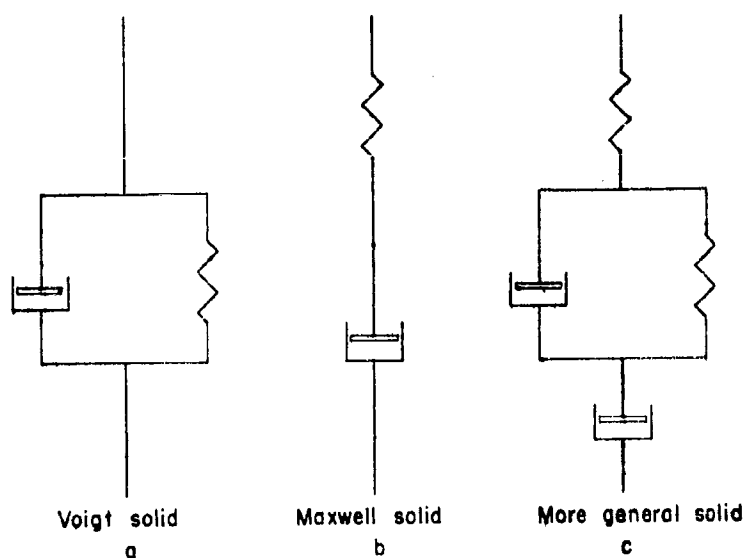 Voigt solid
a
Maxwell solid
b
More general solid
c